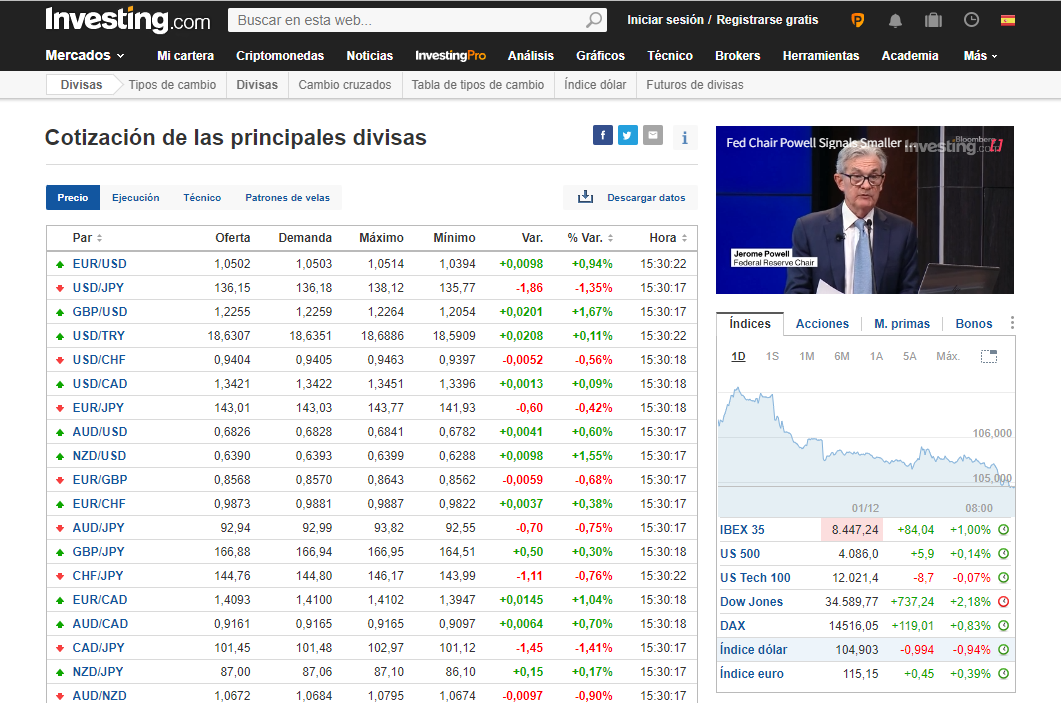 Investing.com
Buscar en esta web...
Iniciar sesión / Registrarse gratis
Mercados Mi cartera Criptomonedas Noticias InvestingPro Análisis Gráficos Técnico Brokers Herramientas Academia Más
Divisas Tipos de cambio Divisas Cambio cruzados Tabla de tipos de cambio Índice dólar Futuros de divisas
Cotización de las principales divisas
Precio Ejecución Técnico Patrones de velas Descargar datos
Par Oferta Demanda Máximo Mínimo Var. % Var. Hora
EUR/USD 1,0502 1,0503 1,0514 1,0394 +0,0098 +0,94% 15:30:22
USD/JPY 136,15 136,18 138,12 135,77 -1,86 -1,35% 15:30:17
GBP/USD 1,2255 1,2259 1,2264 1,2054 +0,0201 +1,67% 15:30:17
USD/TRY 18,6307 18,6351 18,6886 18,5909 +0,0208 +0,11% 15:30:22
USD/CHF 0,9404 0,9405 0,9463 0,9397 -0,0052 -0,56% 15:30:18
USD/CAD 1,3421 1,3422 1,3451 1,3396 +0,0013 +0,09% 15:30:18
EUR/JPY 143,01 143,03 143,77 141,93 -0,60 -0,42% 15:30:18
AUD/USD 0,6826 0,6828 0,6841 0,6782 +0,0041 +0,60% 15:30:17
NZD/USD 0,6390 0,6393 0,6399 0,6288 +0,0098 +1,55% 15:30:17
EUR/GBP 0,8568 0,8570 0,8643 0,8562 -0,0059 -0,68% 15:30:17
EUR/CHF 0,9873 0,9881 0,9887 0,9822 +0,0037 +0,38% 15:30:17
AUD/JPY 92,94 92,99 93,82 92,55 -0,70 -0,75% 15:30:17
GBP/JPY 166,88 166,94 166,95 164,51 +0,50 +0,30% 15:30:18
CHF/JPY 144,76 144,80 146,17 143,99 -1,11 -0,76% 15:30:22
EUR/CAD 1,4093 1,4100 1,4102 1,3947 +0,0145 +1,04% 15:30:18
AUD/CAD 0,9161 0,9165 0,9165 0,9097 +0,0064 +0,70% 15:30:18
CAD/JPY 101,45 101,48 102,97 101,12 -1,45 -1,41% 15:30:17
NZD/JPY 87,00 87,06 87,10 86,10 +0,15 +0,17% 15:30:17
AUD/NZD 1,0672 1,0684 1,0795 1,0674 -0,0097 -0,90% 15:30:17
Fed Chair Powell Signals Smaller ...
Bloomberg
Investing.com
Jerome Powell
Federal Reserve Chair
Índices Acciones M. primas Bonos
1D 1S 1M 6M 1A 5A Máx.
106,000
105,000
01/12 08:00
IBEX 35 8.447,24 +84,04 +1,00%
US 500 4.086,0 +5,9 +0,14%
US Tech 100 12.021,4 -8,7 -0,07%
Dow Jones 34.589,77 +737,24 +2,18%
DAX 14516,05 +119,01 +0,83%
Índice dólar 104,903 -0,994 -0,94%
Índice euro 115,15 +0,45 +0,39%